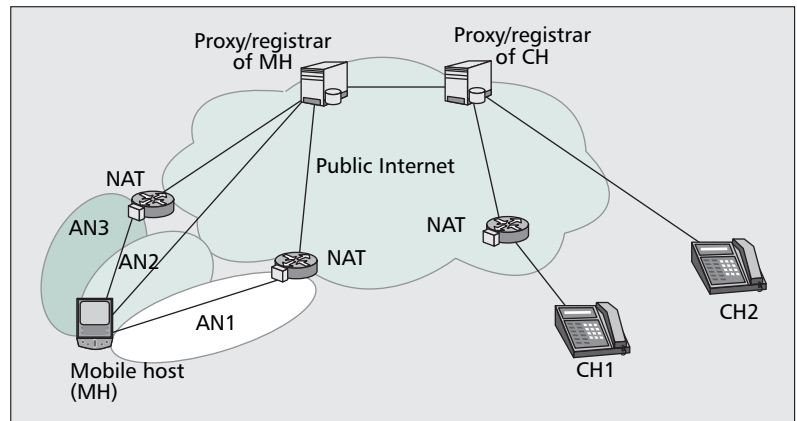 Proxy/registrar
of MH
Proxy/registrar
of CH
Public Internet
NAT
AN3
AN2
NAT
AN1
NAT
Mobile host
(MH)
CH1
CH2